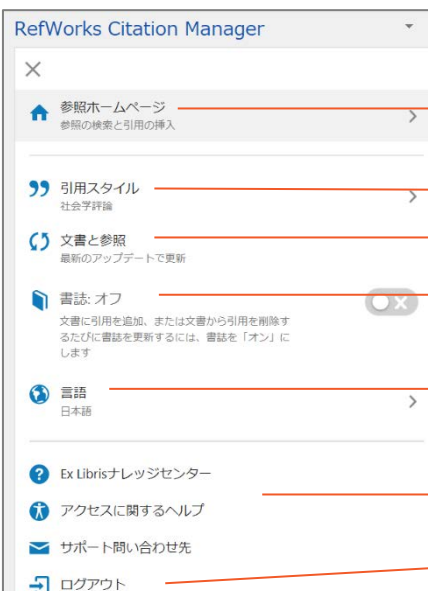 RefWorks Citation Manager
参照ホームページ
参照の検索と引用の挿入
引用スタイル
社会学評論
文書と参照
最新のアップデートで更新
書誌: オフ
文書に引用を追加、または文書から引用を削除す
るたびに書誌を更新するには、書誌を「オン」に
します
言語
日本語
Ex Librisナレッジセンター
アクセスに関するヘルプ
サポート問い合わせ先
ログアウト